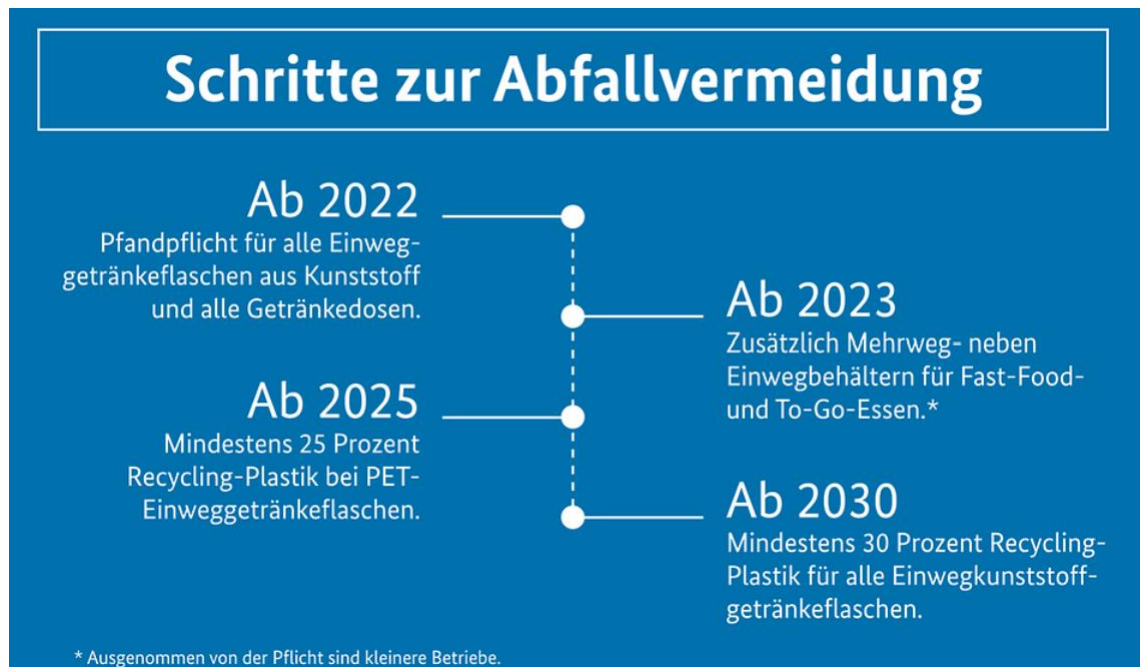 Schritte zur Abfallvermeidung
Ab 2022
Pfandpflicht für alle Einweg-
getränkeflaschen aus Kunststoff
und alle Getränkedosen.
Ab 2023
Zusätzlich Mehrweg- neben
Einwegbehältern für Fast-Food-
und To-Go-Essen.*
Ab 2025
Mindestens 25 Prozent
Recycling-Plastik bei PET-
Einweggetränkeflaschen.
Ab 2030
Mindestens 30 Prozent Recycling-
Plastik für alle Einwegkunststoff-
getränkeflaschen.
* Ausgenommen von der Pflicht sind kleinere Betriebe.